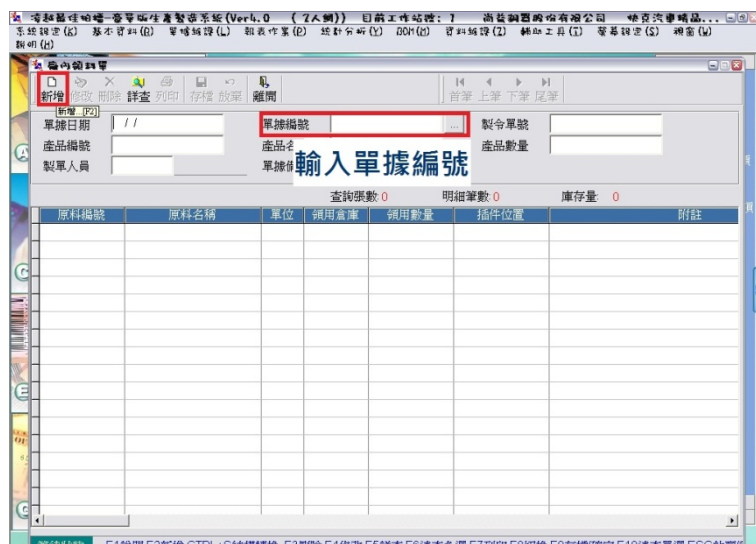 系統設定(K) 基本資料(B) 單據維護(L) 報表作業(P) 統計分析(Y) BOM(M) 資料維護(Z) 輔助工具(I) 螢幕設定(S) 視窗(W)
說明(H)
廠內領料單
新增 修改 刪除 詳查 列印 存檔 放棄 離開 首筆 上筆 下筆 尾筆
新增...[F2]
單據日期 / / 單據編號 ... 製令單號
產品編號 產品名 產品數量
製單人員 單據備
輸入單據編號
查詢張數 0 明細筆數 0 庫存量 0
原料編號 原料名稱 單位 領用倉庫 領用數量 插件位置 附註